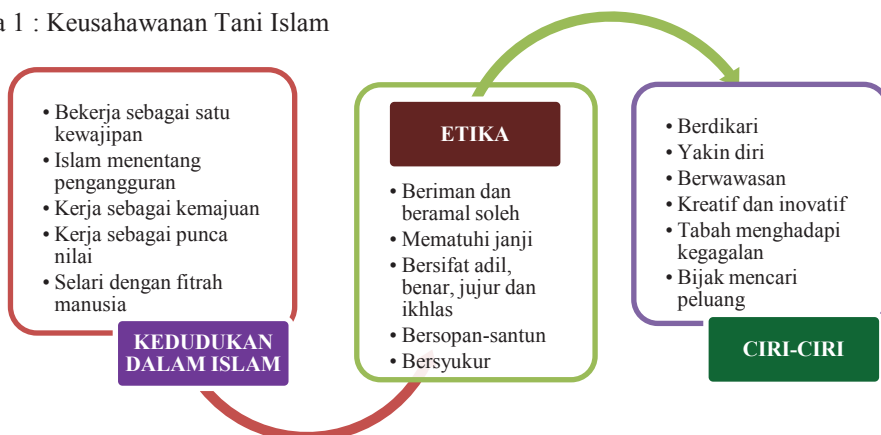 1 : Keusahawanan Tani Islam
• Bekerja sebagai satu
kewajipan
• Islam menentang
pengangguran
• Kerja sebagai kemajuan
• Kerja sebagai punca
nilai
• Selari dengan fitrah
manusia
KEDUDUKAN
DALAM ISLAM
ETIKA
• Beriman dan
beramal soleh
• Mematuhi janji
• Bersifat adil,
benar, jujur dan
ikhlas
• Bersopan-santun
• Bersyukur
• Berdikari
• Yakin diri
• Berwawasan
• Kreatif dan inovatif
• Tabah menghadapi
kegagalan
• Bijak mencari
peluang
CIRI-CIRI